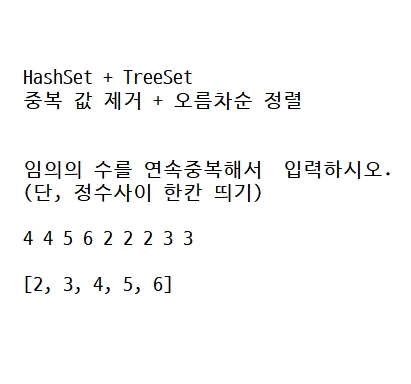 HashSet + TreeSet
중복 값 제거 + 오름차순 정렬
임의의 수를 연속중복해서  입력하시오.
(단, 정수사이 한칸 띄기)
4 4 5 6 2 2 2 3 3
[2, 3, 4, 5, 6]